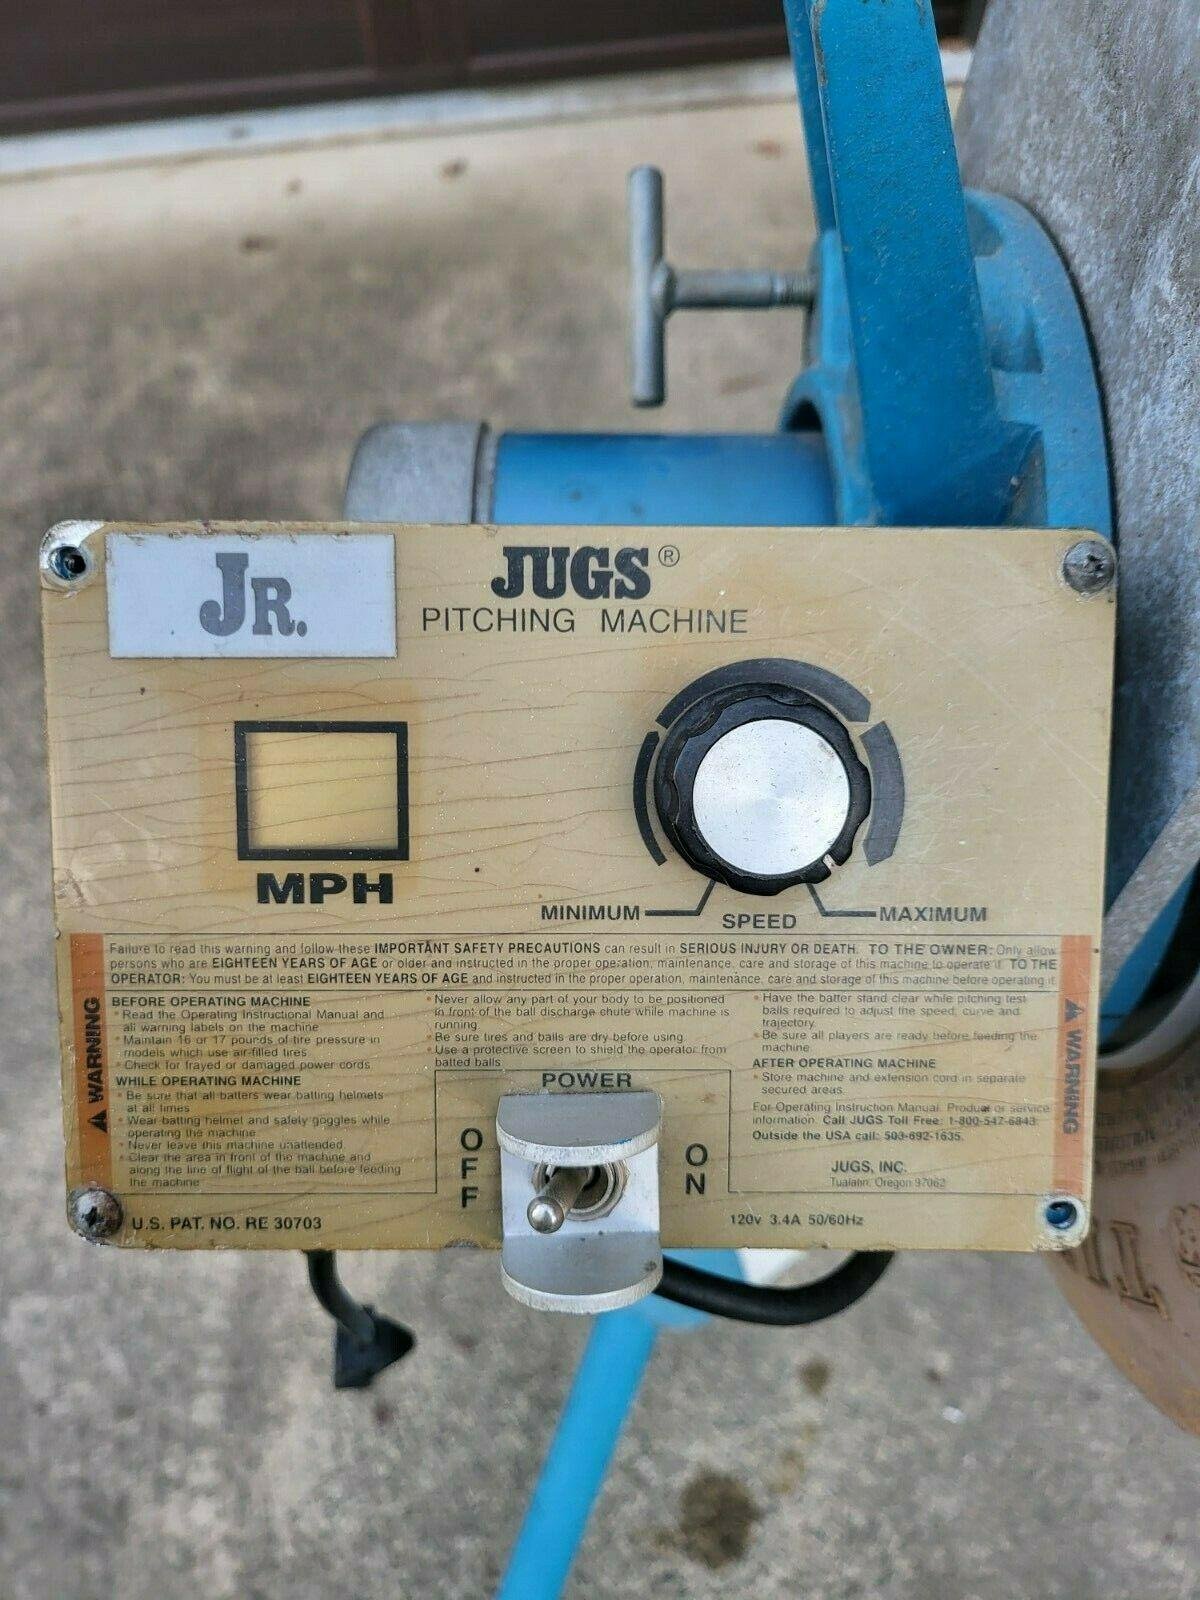 JR.
JUGS®
PITCHING MACHINE
MPH
MINIMUM
SPEED
MAXIMUM
WARNING
Failure to read this warning and follow these IMPORTANT SAFETY PRECAUTIONS can result in SERIOUS INJURY OR DEATH. TO THE OWNER: Only allow
persons who are EIGHTEEN YEARS OF AGE or older and instructed in the proper operation, maintenance, care and storage of this machine to operate it. TO THE
OPERATOR: You must be at least EIGHTEEN YEARS OF AGE and instructed in the proper operation, maintenance, care and storage of this machine before operating it.
BEFORE OPERATING MACHINE
• Read the Operating Instructional Manual and
all warning labels on the machine
• Maintain 16 or 17 pounds of tire pressure in
models which use air-filled tires
• Check for frayed or damaged power cords
WHILE OPERATING MACHINE
• Be sure that all batters wear batting helmets
at all times
• Wear batting helmet and safety goggles while
operating the machine
• Never leave this machine unattended
• Clear the area in front of the machine and
along the line of flight of the ball before feeding
the machine
• Never allow any part of your body to be positioned
in front of the ball discharge chute while machine is
running
• Be sure tires and balls are dry before using
• Use a protective screen to shield the operator from
batted balls
• Have the batter stand clear while pitching test
balls required to adjust the speed, curve and
trajectory.
• Be sure all players are ready before feeding the
machine
AFTER OPERATING MACHINE
• Store machine and extension cord in separate
secured areas.
For Operating Instruction Manual, Product or service
information, Call JUGS Toll Free: 1-800-547-6843
Outside the USA call: 503-692-1635.
JUGS, INC.
Tualatin, Oregon 97062
WARNING
POWER
OFF
ON
U.S. PAT. NO. RE 30703
120v 3.4A 50/60Hz